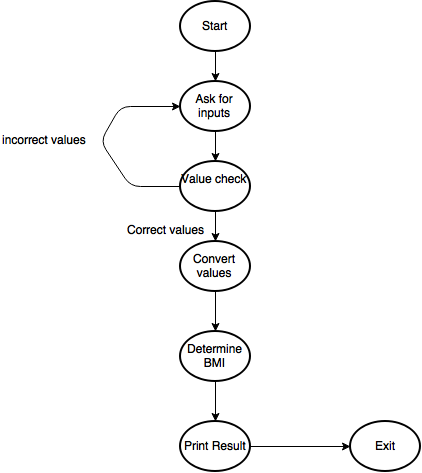 Start
Ask for
inputs
incorrect values
Value check
Correct values
Convert
values
Determine
BMI
Print Result
Exit